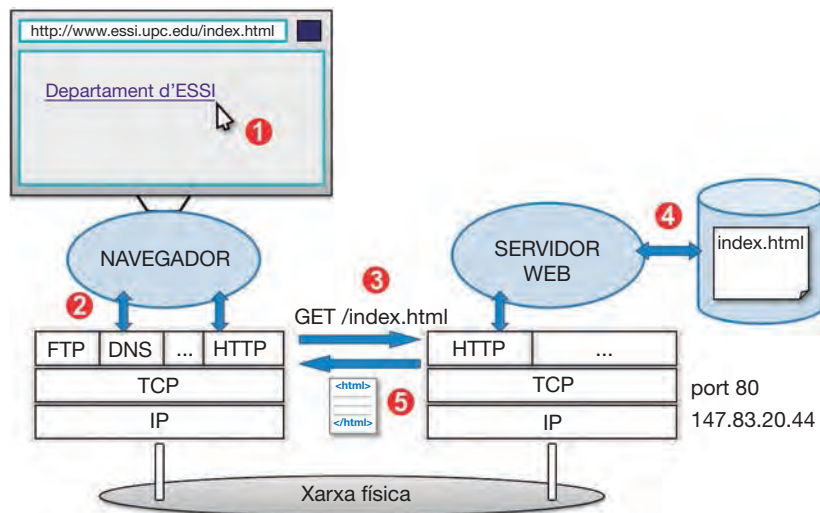 http://www.essi.upc.edu/index.html
Departament d'ESSI
1
NAVEGADOR
SERVIDOR
WEB
4
index.html
2
3
GET /index.html
FTP DNS ... HTTP
HTTP ...
TCP
TCP
port 80
<html>
</html>
5
IP
IP
147.83.20.44
Xarxa física